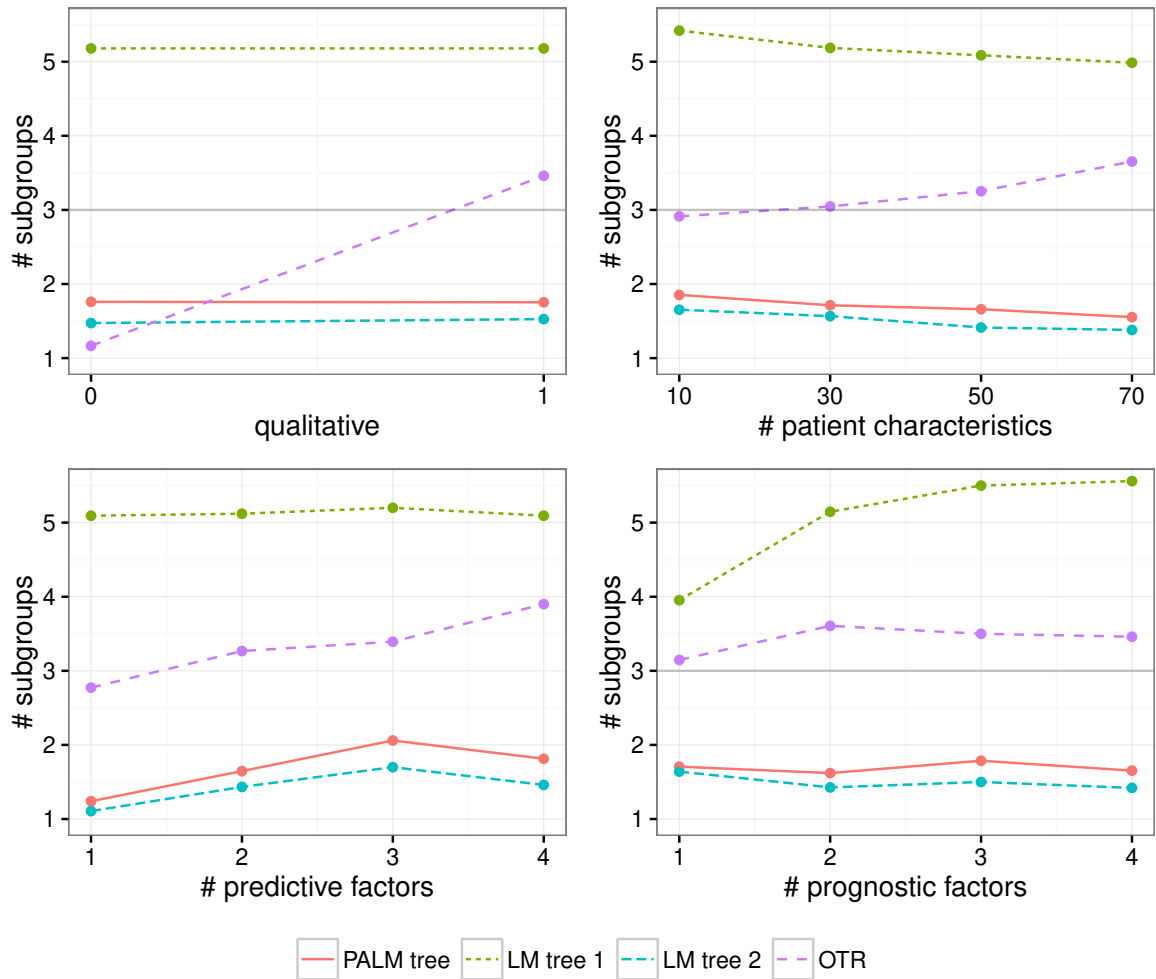 # subgroups
5
4
3
2
1
0 1
qualitative
# subgroups
5
4
3
2
1
10 30 50 70
# patient characteristics
# subgroups
5
4
3
2
1
1 2 3 4
# predictive factors
# subgroups
5
4
3
2
1
1 2 3 4
# prognostic factors
PALM tree LM tree 1 LM tree 2 OTR